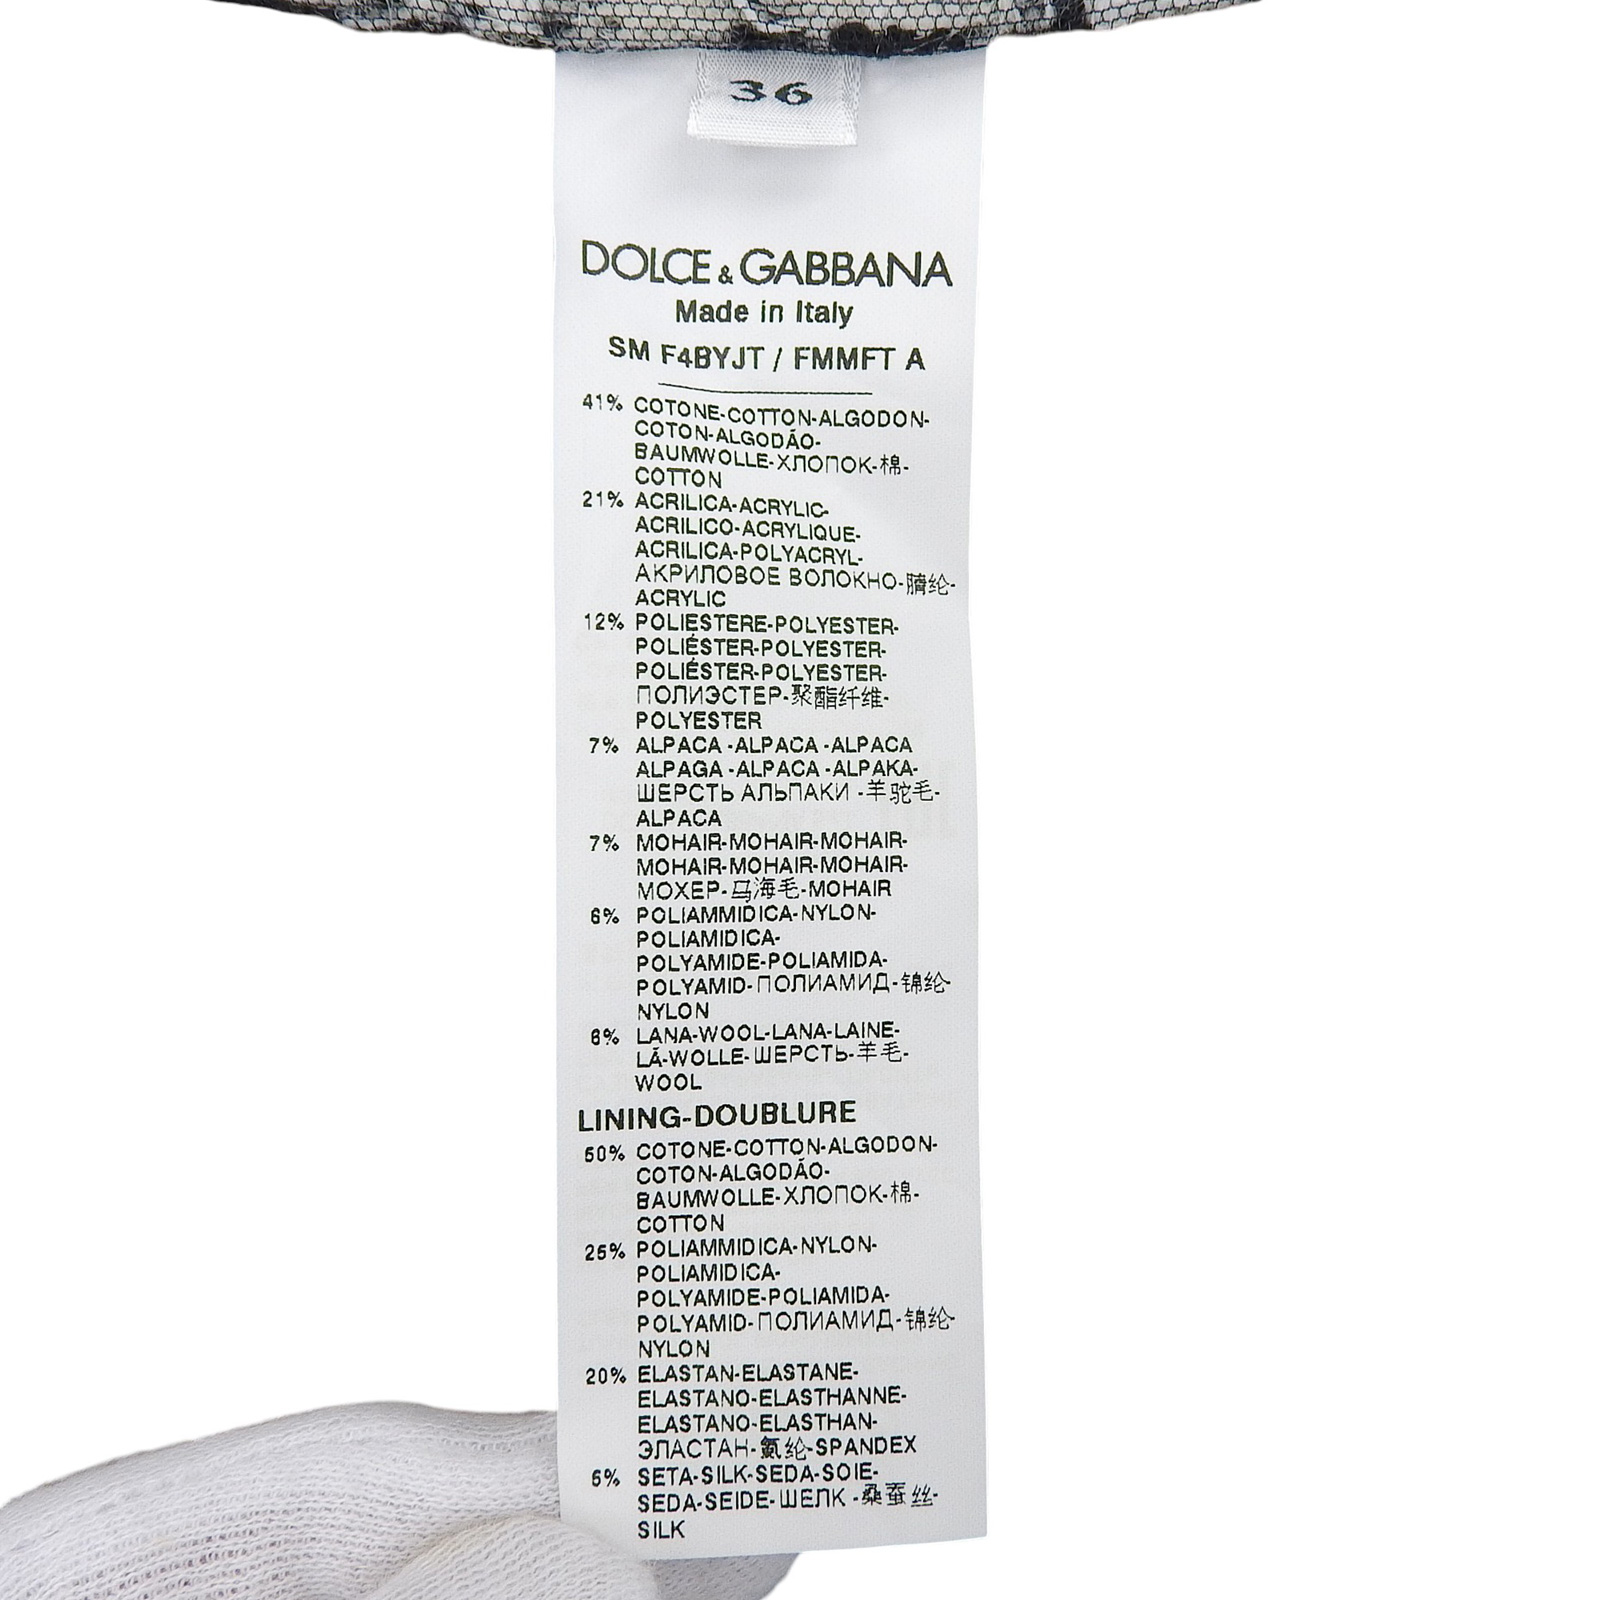 36
DOLCE & GABBANA
Made in Italy
SM F4BYJT / FMMFT A
41% COTONE-COTTON-ALGODON-
COTON-ALGODÃO-
BAUMWOLLE-ХЛОПОК-棉-
COTTON
21% ACRILICA-ACRYLIC-
ACRILICO-ACRYLIQUE-
ACRILICA-POLYACRYL-
АКРИЛОВОЕ ВОЛОКНО-腈纶-
ACRYLIC
12% POLIESTERE-POLYESTER-
POLIÉSTER-POLYESTER-
POLIÉSTER-POLYESTER-
ПОЛИЭСТЕР-聚酯纤维-
POLYESTER
7% ALPACA -ALPACA -ALPACA
ALPAGA -ALPACA -ALPAKA-
ШЕРСТЬ АЛЬПАКИ -羊驼毛-
ALPACA
7% MOHAIR-MOHAIR-MOHAIR-
MOHAIR-MOHAIR-MOHAIR-
МОХЕР-马海毛-MOHAIR
6% POLIAMMIDICA-NYLON-
POLIAMIDICA-
POLYAMIDE-POLIAMIDA-
POLYAMID-ПОЛИАМИД-锦纶-
NYLON
6% LANA-WOOL-LANA-LAINE-
LÃ-WOLLE-ШЕРСТЬ-羊毛-
WOOL
LINING-DOUBLURE
50% COTONE-COTTON-ALGODON-
COTON-ALGODÃO-
BAUMWOLLE-ХЛОПОК-棉-
COTTON
25% POLIAMMIDICA-NYLON-
POLIAMIDICA-
POLYAMIDE-POLIAMIDA-
POLYAMID-ПОЛИАМИД-锦纶-
NYLON
20% ELASTAN-ELASTANE-
ELASTANO-ELASTHANNE-
ELASTANO-ELASTHAN-
ЭЛАСТАН-氨纶-SPANDEX
5% SETA-SILK-SEDA-SOIE-
SEDA-SEIDE-ШЕЛК -桑蚕丝-
SILK